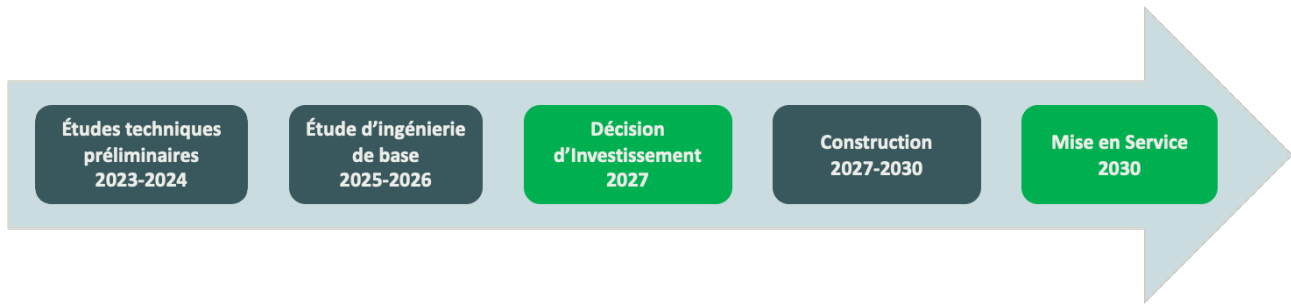 Études techniques
préliminaires
2023-2024
Étude d’ingénierie
de base
2025-2026
Décision
d’Investissement
2027
Construction
2027-2030
Mise en Service
2030